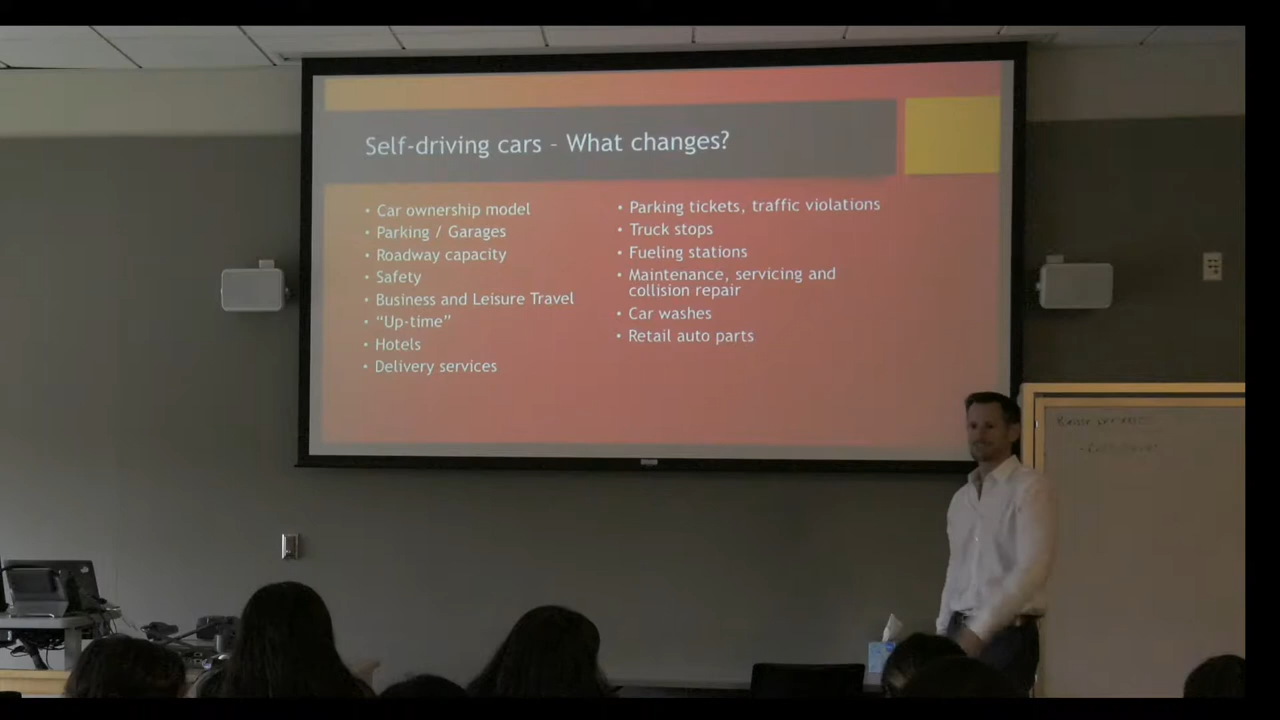 Self-driving cars - What changes?
• Car ownership model
• Parking / Garages
• Roadway capacity
• Safety
• Business and Leisure Travel
• “Up-time”
• Hotels
• Delivery services
• Parking tickets, traffic violations
• Truck stops
• Fueling stations
• Maintenance, servicing and
collision repair
• Car washes
• Retail auto parts